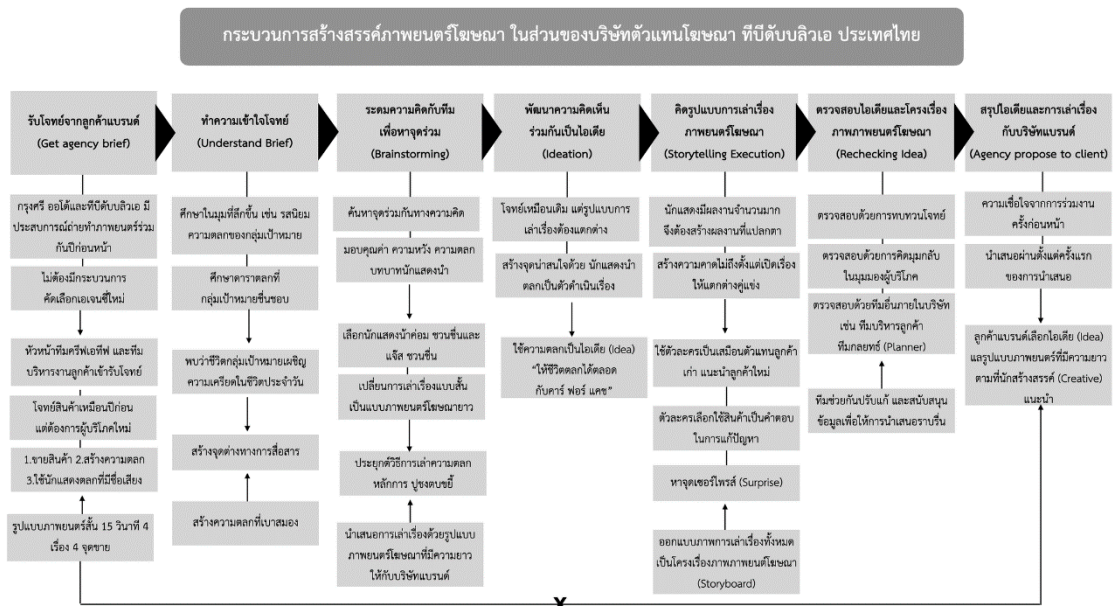 กระบวนการสร้างสรรค์ภาพยนตร์โฆษณา ในส่วนของบริษัทตัวแทนโฆษณา ทีบีดับบลิวเอ ประเทศไทย
รับโจทย์จากลูกค้าแบรนด์
(Get agency brief)
กรุงศรี ออโต้และทีบีดับบลิวเอ มี
ประสบการณ์ถ่ายทำภาพยนตร์ร่วม
กันปีก่อนหน้า
ไม่ต้องมีกระบวนการ
คัดเลือกเอเจนซี่ใหม่
หัวหน้าทีมครีฟเอทีฟ และทีม
บริหารงานลูกค้าเข้ารับโจทย์
โจทย์สินค้าเหมือนปีก่อน
แต่ต้องการผู้บริโภคใหม่
1.ขายสินค้า 2.สร้างความตลก
3.ใช้นักแสดงตลกที่มีชื่อเสียง
รูปแบบภาพยนตร์สั้น 15 วินาที 4
เรื่อง 4 จุดขาย
ทำความเข้าใจโจทย์
(Understand Brief)
ศึกษาในมุมที่ลึกขึ้น เช่น รสนิยม
ความตลกของกลุ่มเป้าหมาย
ศึกษาดาราตลกที่
กลุ่มเป้าหมายชื่นชอบ
พบว่าชีวิตกลุ่มเป้าหมายเผชิญ
ความเครียดในชีวิตประจำวัน
สร้างจุดต่างทางการสื่อสาร
สร้างความตลกที่เบาสมอง
ระดมความคิดกับทีม
เพื่อหาจุดร่วม
(Brainstorming)
ค้นหาจุดร่วมกันทางความคิด
มอบคุณค่า ความหวัง ความตลก
บทบาทนักแสดงนำ
เลือกนักแสดงน้าค่อม ชวนชื่นและ
แจ๊ส ชวนชื่น
เปลี่ยนการเล่าเรื่องแบบสั้น
เป็นแบบภาพยนตร์โฆษณายาว
ประยุกต์วิธีการเล่าความตลก
หลักการ ปูชงตบขยี้
นำเสนอการเล่าเรื่องด้วยรูปแบบ
ภาพยนตร์โฆษณาที่มีความยาว
ให้กับบริษัทแบรนด์
พัฒนาความคิดเห็น
ร่วมกันเป็นไอเดีย
(Ideation)
โจทย์เหมือนเดิม แต่รูปแบบการ
เล่าเรื่องต้องแตกต่าง
สร้างจุดน่าสนใจด้วย นักแสดงนำ
ตลกเป็นตัวดำเนินเรื่อง
ใช้ความตลกเป็นไอเดีย (Idea)
“ให้ชีวิตตลกได้ตลอด
กับคาร์ ฟอร์ แคช”
คิดรูปแบบการเล่าเรื่อง
ภาพยนตร์โฆษณา
(Storytelling Execution)
นักแสดงมีผลงานจำนวนมาก
จึงต้องสร้างผลงานที่แปลกตา
สร้างความคาดไม่ถึงตั้งแต่เปิดเรื่อง
ให้แตกต่างคู่แข่ง
ใช้ตัวละครเป็นเสมือนตัวแทนลูกค้า
เก่า แนะนำลูกค้าใหม่
ตัวละครเลือกใช้สินค้าเป็นคำตอบ
ในการแก้ปัญหา
หาจุดเซอร์ไพรส์ (Surprise)
ออกแบบภาพการเล่าเรื่องทั้งหมด
เป็นโครงเรื่องภาพภาพยนต์โฆษณา
(Storyboard)
ตรวจสอบไอเดียและโครงเรื่อง
ภาพภาพยนตร์โฆษณา
(Rechecking Idea)
ตรวจสอบด้วยการทบทวนโจทย์
ตรวจสอบด้วยการคิดมุมกลับ
ในมุมมองผู้บริโภค
ตรวจสอบด้วยทีมอื่นภายในบริษัท
เช่น ทีมบริหารลูกค้า
ทีมกลยุทธ์ (Planner)
ทีมช่วยกันปรับแก้ และสนับสนุน
ข้อมูลเพื่อให้การนำเสนอราบรื่น
สรุปไอเดียและการเล่าเรื่อง
กับบริษัทแบรนด์
(Agency propose to client)
ความเชื่อใจจากการร่วมงาน
ครั้งก่อนหน้า
นำเสนอผ่านตั้งแต่ครั้งแรก
ของการนำเสนอ
ลูกค้าแบรนด์เลือกไอเดีย (Idea)
แลรูปแบบภาพยนตร์ที่มีความยาว
ตามที่นักสร้างสรรค์ (Creative)
แนะนำ
X